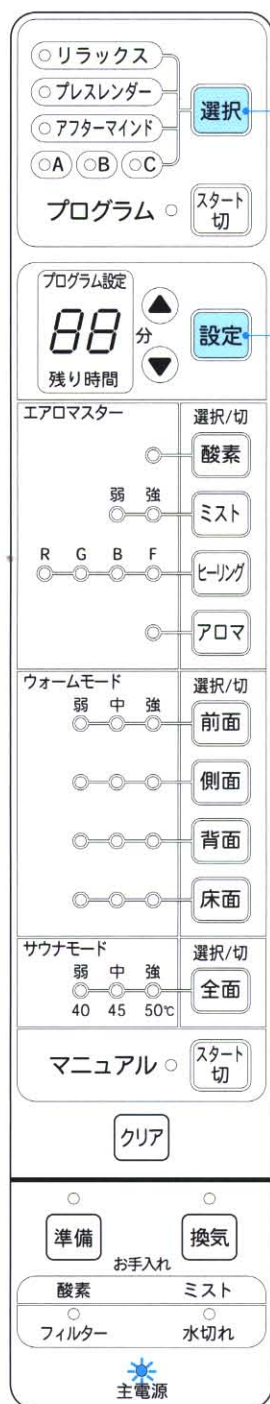 リラックス
プレスレンダー
アフターマインド
選択
A B C
プログラム
スタート
切
プログラム設定
88
分
設定
残り時間
エアロマスター
選択/切
酸素
弱 強
ミスト
R G B F
ヒーリング
アロマ
ウォームモード
選択/切
弱 中 強
前面
側面
背面
床面
サウナモード
選択/切
弱 中 強
全面
40 45 50℃
マニュアル
スタート
切
クリア
準備
換気
お手入れ
酸素 ミスト
フィルター 水切れ
主電源